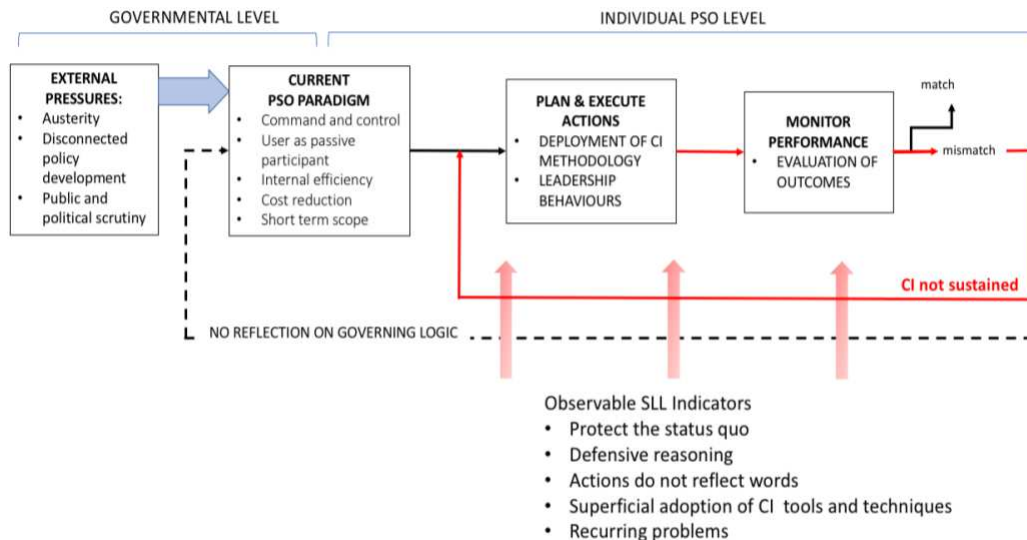 GOVERNMENTAL LEVEL
INDIVIDUAL PSO LEVEL
EXTERNAL
PRESSURES:
• Austerity
• Disconnected
policy
development
• Public and
political scrutiny
CURRENT
PSO PARADIGM
• Command and control
• User as passive
participant
• Internal efficiency
• Cost reduction
• Short term scope
PLAN & EXECUTE
ACTIONS
• DEPLOYMENT OF CI
METHODOLOGY
• LEADERSHIP
BEHAVIOURS
MONITOR
PERFORMANCE
• EVALUATION OF
OUTCOMES
match
mismatch
CI not sustained
NO REFLECTION ON GOVERNING LOGIC
Observable SLL Indicators
• Protect the status quo
• Defensive reasoning
• Actions do not reflect words
• Superficial adoption of CI tools and techniques
• Recurring problems